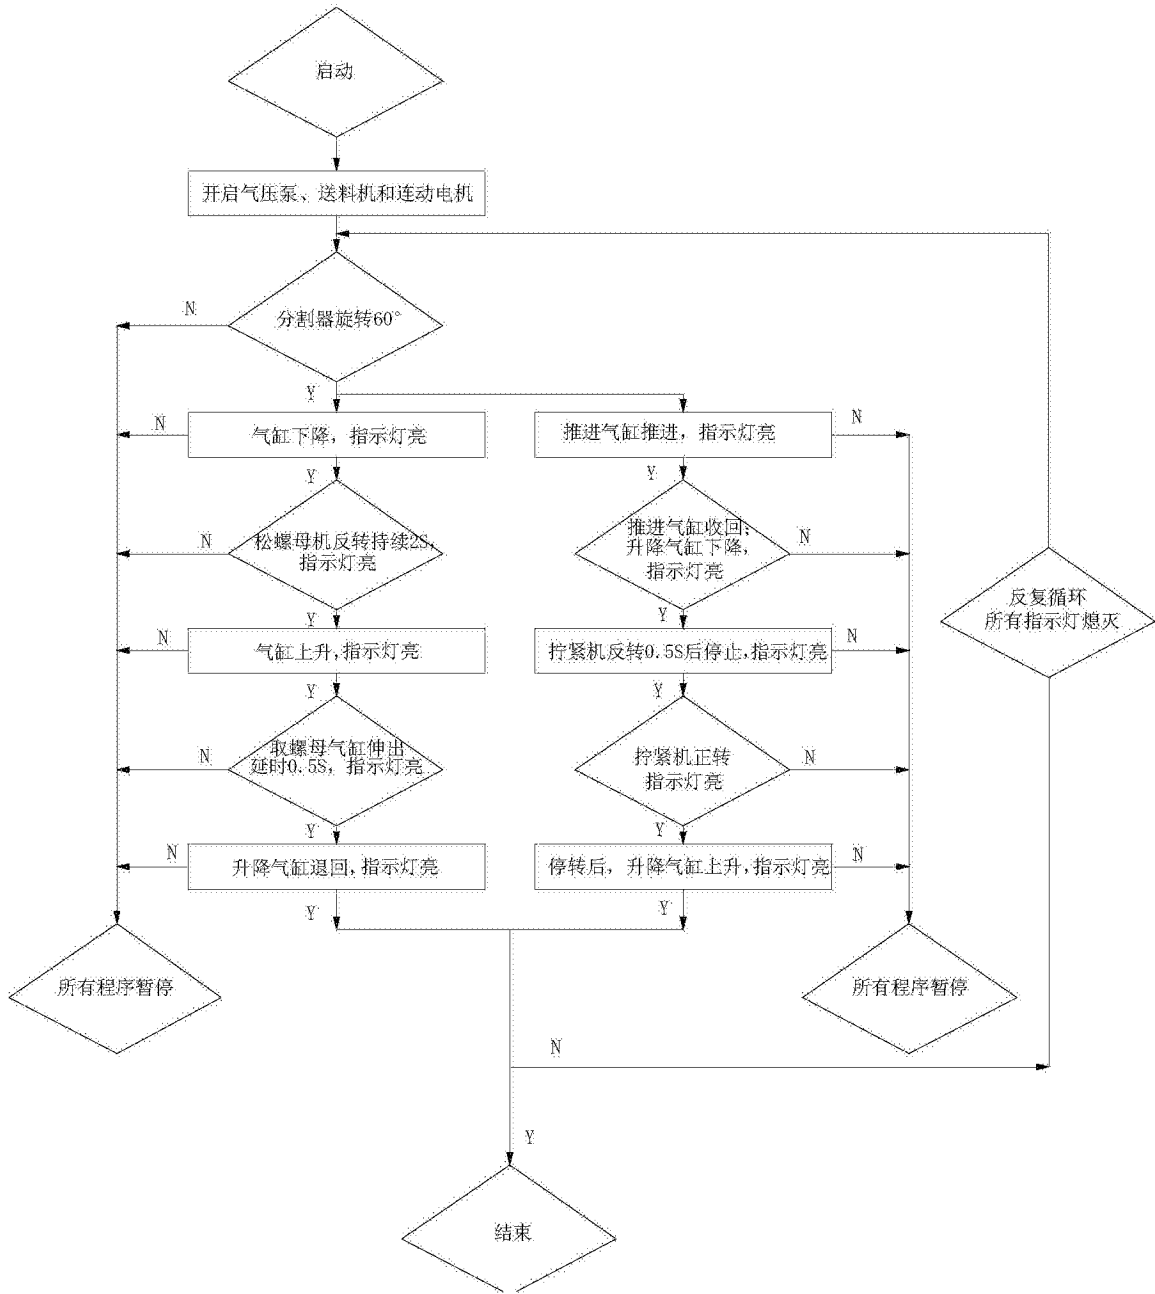 启动
开启气压泵、送料机和连动电机
分割器旋转60°
N
Y
气缸下降，指示灯亮
N
推进气缸推进，指示灯亮
N
Y
Y
松螺母机反转持续2S，
指示灯亮
N
推进气缸收回；
升降气缸下降，
指示灯亮
N
反复循环
所有指示灯熄灭
Y
Y
气缸上升，指示灯亮
N
拧紧机反转0.5S后停止，指示灯亮
N
Y
Y
取螺母气缸伸出
延时0.5S，指示灯亮
N
拧紧机正转
指示灯亮
N
Y
Y
升降气缸退回，指示灯亮
N
停转后，升降气缸上升，指示灯亮
N
Y
Y
所有程序暂停
所有程序暂停
N
Y
结束